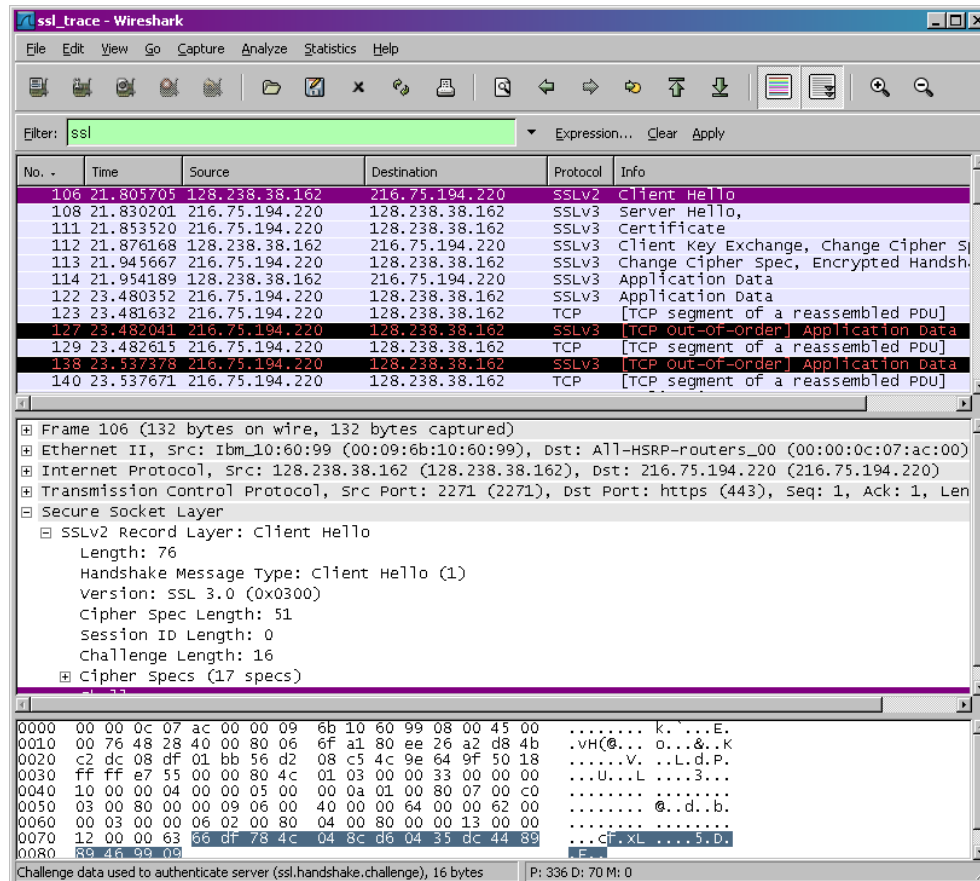 ssl_trace - Wireshark
File Edit View Go Capture Analyze Statistics Help
Filter: ssl Expression... Clear Apply
No. - Time Source Destination Protocol Info
106 21.805705 128.238.38.162 216.75.194.220 SSLv2 Client Hello
108 21.830201 216.75.194.220 128.238.38.162 SSLv3 Server Hello,
111 21.853520 216.75.194.220 128.238.38.162 SSLv3 Certificate
112 21.876168 128.238.38.162 216.75.194.220 SSLv3 Client Key Exchange, Change Cipher Sp
113 21.945667 216.75.194.220 128.238.38.162 SSLv3 Change Cipher Spec, Encrypted Handsh
114 21.954189 128.238.38.162 216.75.194.220 SSLv3 Application Data
122 23.480352 216.75.194.220 128.238.38.162 SSLv3 Application Data
123 23.481632 216.75.194.220 128.238.38.162 TCP [TCP segment of a reassembled PDU]
127 23.482041 216.75.194.220 128.238.38.162 SSLv3 [TCP Out-Of-Order] Application Data
129 23.482615 216.75.194.220 128.238.38.162 TCP [TCP segment of a reassembled PDU]
138 23.537378 216.75.194.220 128.238.38.162 SSLv3 [TCP Out-Of-Order] Application Data
140 23.537671 216.75.194.220 128.238.38.162 TCP [TCP segment of a reassembled PDU]
Frame 106 (132 bytes on wire, 132 bytes captured)
Ethernet II, Src: Ibm_10:60:99 (00:09:6b:10:60:99), Dst: All-HSRP-routers_00 (00:00:0c:07:ac:00)
Internet Protocol, Src: 128.238.38.162 (128.238.38.162), Dst: 216.75.194.220 (216.75.194.220)
Transmission Control Protocol, Src Port: 2271 (2271), Dst Port: https (443), Seq: 1, Ack: 1, Len
Secure Socket Layer
SSLv2 Record Layer: Client Hello
Length: 76
Handshake Message Type: Client Hello (1)
Version: SSL 3.0 (0x0300)
Cipher Spec Length: 51
Session ID Length: 0
Challenge Length: 16
Cipher Specs (17 specs)
0000 00 00 0c 07 ac 00 00 09 6b 10 60 99 08 00 45 00 ........ k.`...E.
0010 00 76 48 28 40 00 80 06 6f a1 80 ee 26 a2 d8 4b .vH(@... o...&..K
0020 c2 dc 08 df 01 bb 56 d2 08 c5 4c 9e 64 9f 50 18 ......V. ..L.d.P.
0030 ff ff e7 55 00 00 80 4c 01 03 00 00 33 00 00 00 ...U...L ....3...
0040 10 00 00 04 00 00 05 00 00 0a 01 00 80 07 00 c0 ........ ........
0050 03 00 80 00 00 09 06 00 40 00 00 64 00 00 62 00 ........ @..d..b.
0060 00 03 00 00 06 02 00 80 04 00 80 00 00 13 00 00 ........ ........
0070 12 00 00 63 66 df 78 4c 04 8c d6 04 35 dc 44 89 ...cf.xL ....5.D.
0080 89 46 99 09 .F..
Challenge data used to authenticate server (ssl.handshake.challenge), 16 bytes P: 336 D: 70 M: 0